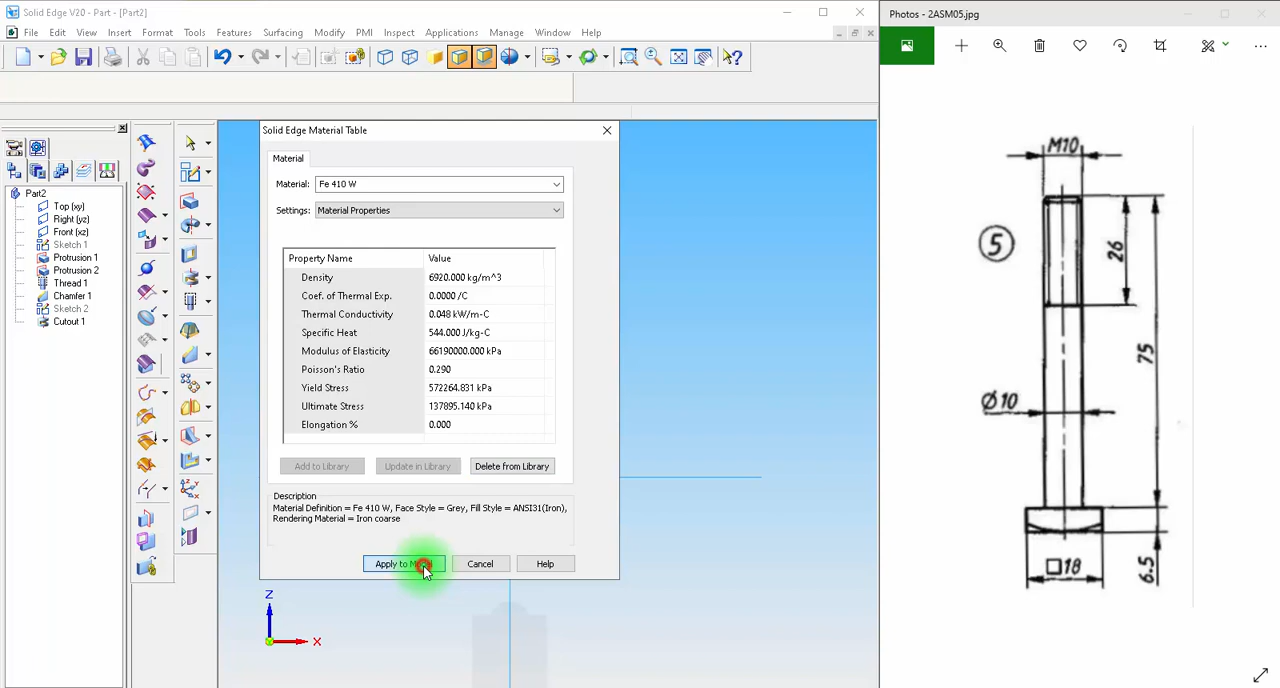 Solid Edge V20 - Part - [Part2]
File Edit View Insert Format Tools Features Surfacing Modify PMI Inspect Applications Manage Window Help
Part2
Top (xy)
Right (yz)
Front (xz)
Sketch 1
Protrusion 1
Protrusion 2
Thread 1
Chamfer 1
Sketch 2
Cutout 1
Solid Edge Material Table
Material
Material: Fe 410 W
Settings: Material Properties
Property Name Value
Density 6920.000 kg/m^3
Coef. of Thermal Exp. 0.0000 /C
Thermal Conductivity 0.048 kW/m-C
Specific Heat 544.000 J/kg-C
Modulus of Elasticity 66190000.000 kPa
Poisson's Ratio 0.290
Yield Stress 572264.831 kPa
Ultimate Stress 137895.140 kPa
Elongation % 0.000
Add to Library Update in Library Delete from Library
Description
Material Definition = Fe 410 W, Face Style = Grey, Fill Style = ANSI31(Iron),
Rendering Material = Iron coarse
Apply to Cancel Help
Z
X
Photos - 2ASM05.jpg
M10
5
26
75
Ø10
□18
6.5